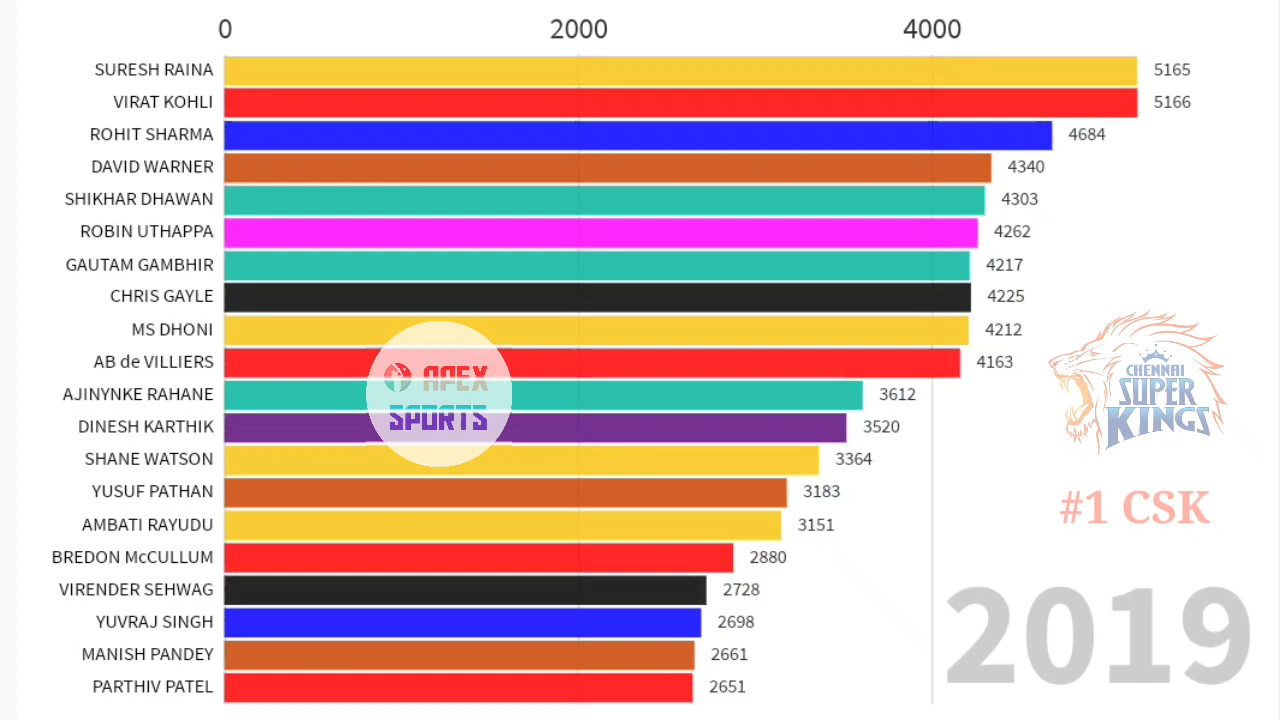 0 2000 4000
SURESH RAINA 5165
VIRAT KOHLI 5166
ROHIT SHARMA 4684
DAVID WARNER 4340
SHIKHAR DHAWAN 4303
ROBIN UTHAPPA 4262
GAUTAM GAMBHIR 4217
CHRIS GAYLE 4225
MS DHONI 4212
AB de VILLIERS 4163
AJINYNKE RAHANE 3612
DINESH KARTHIK 3520
SHANE WATSON 3364
YUSUF PATHAN 3183
AMBATI RAYUDU 3151
BREDON McCULLUM 2880
VIRENDER SEHWAG 2728
YUVRAJ SINGH 2698
MANISH PANDEY 2661
PARTHIV PATEL 2651
APEX
SPORTS
CHENNAI
SUPER
KINGS
#1 CSK
2019